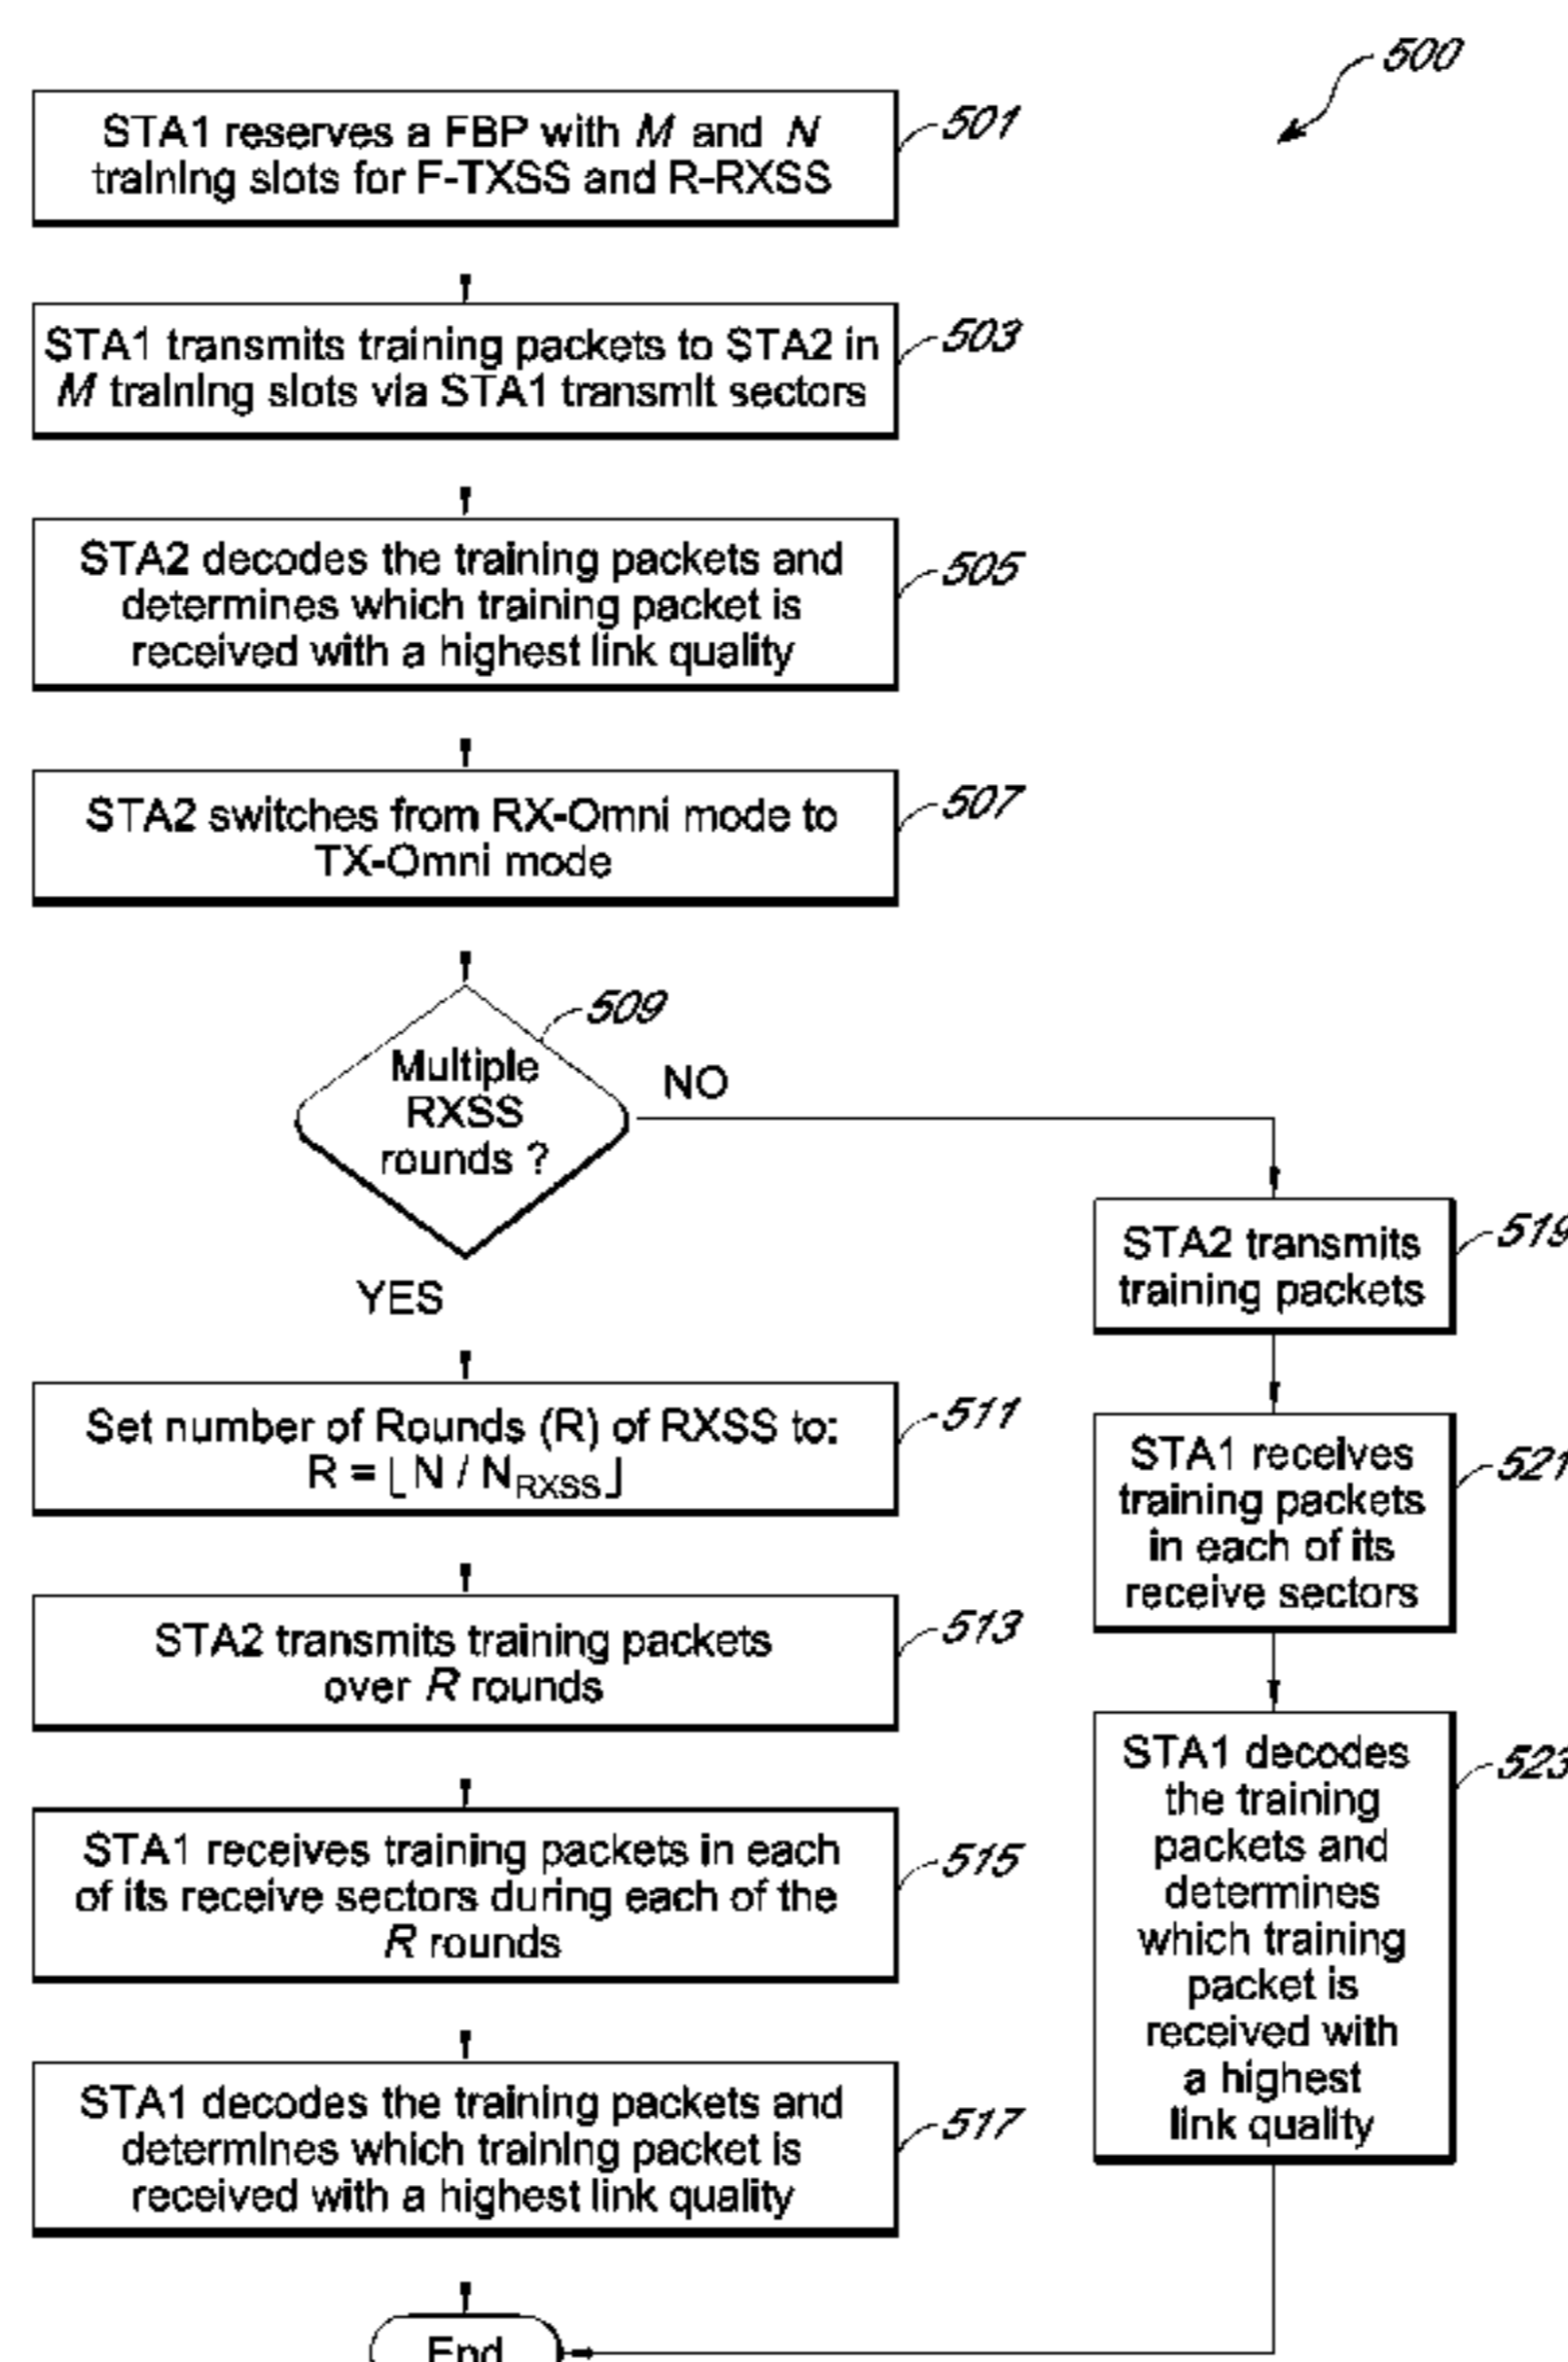 500
STA1 reserves a FBP with M and N
training slots for F-TXSS and R-RXSS
501
STA1 transmits training packets to STA2 in
M training slots via STA1 transmit sectors
503
STA2 decodes the training packets and
determines which training packet is
received with a highest link quality
505
STA2 switches from RX-Omni mode to
TX-Omni mode
507
Multiple
RXSS
rounds ?
509
NO
YES
Set number of Rounds (R) of RXSS to:
R = ⌊ N / N_RXSS ⌋
511
STA2 transmits training packets
over R rounds
513
STA1 receives training packets in each
of its receive sectors during each of the
R rounds
515
STA1 decodes the training packets and
determines which training packet is
received with a highest link quality
517
STA2 transmits
training packets
519
STA1 receives
training packets
in each of its
receive sectors
521
STA1 decodes
the training
packets and
determines
which training
packet is
received with
a highest
link quality
523
End